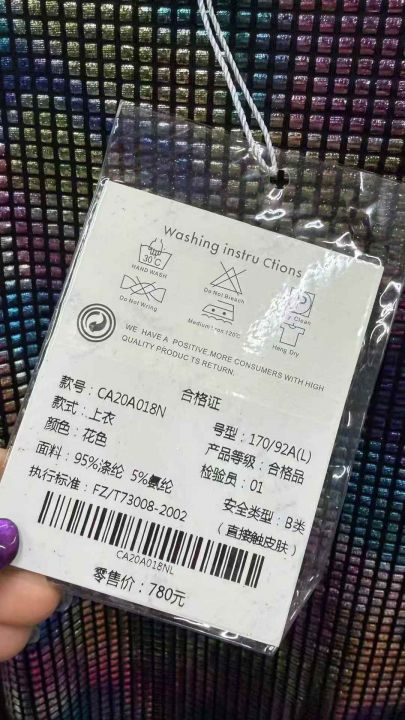 Washing instru Ctions
30 C
HAND WASH
Do Not Bleach
Do Not Wring
Medium Iron 120℃
Hang Dry
WE HAVE A POSITIVE.MORE CONSUMERS WITH HIGH
QUALITY PRODUC TS RETURN.
合格证
款号：CA20A018N
号型：170/92A(L)
款式：上衣
产品等级：合格品
颜色：花色
检验员：01
面料：95%涤纶 5%氨纶
安全类型：B类
（直接触皮肤）
执行标准：FZ/T73008-2002
CA20A018NL
零售价：780元